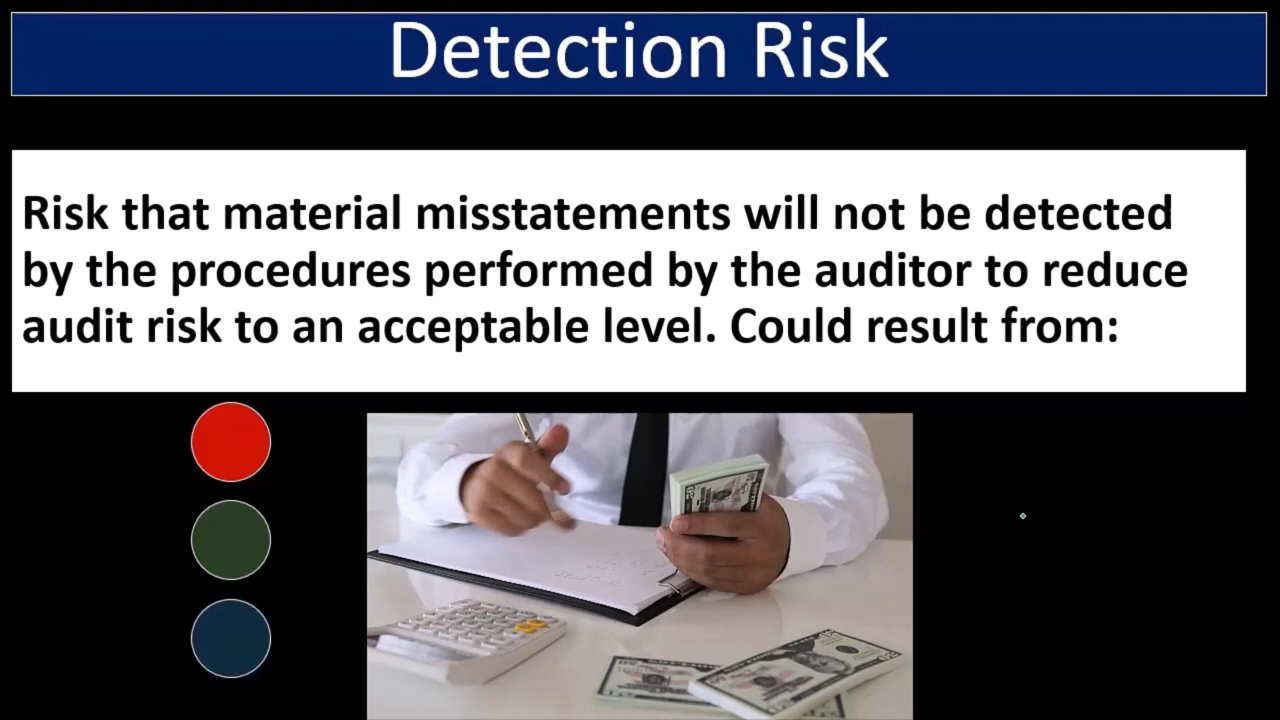 Detection Risk
Risk that material misstatements will not be detected
by the procedures performed by the auditor to reduce
audit risk to an acceptable level. Could result from: